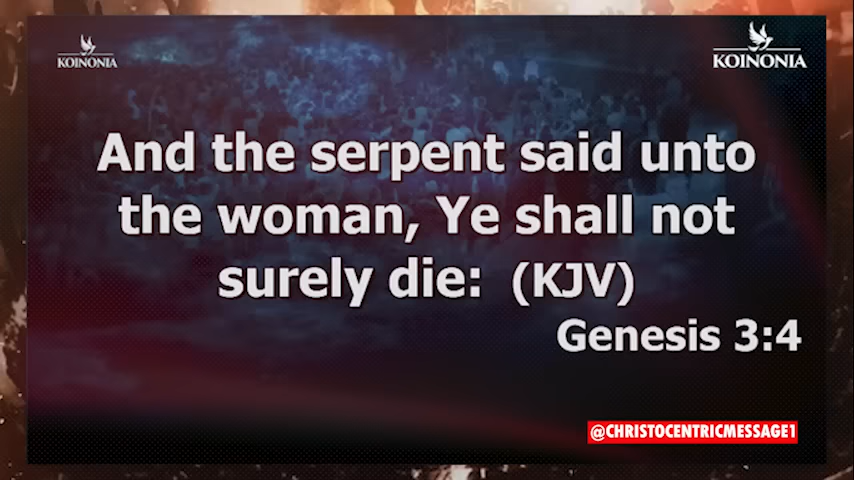 KOINONIA
KOINONIA
And the serpent said unto
the woman, Ye shall not
surely die: (KJV)
Genesis 3:4
@CHRISTOCENTRICMESSAGE1